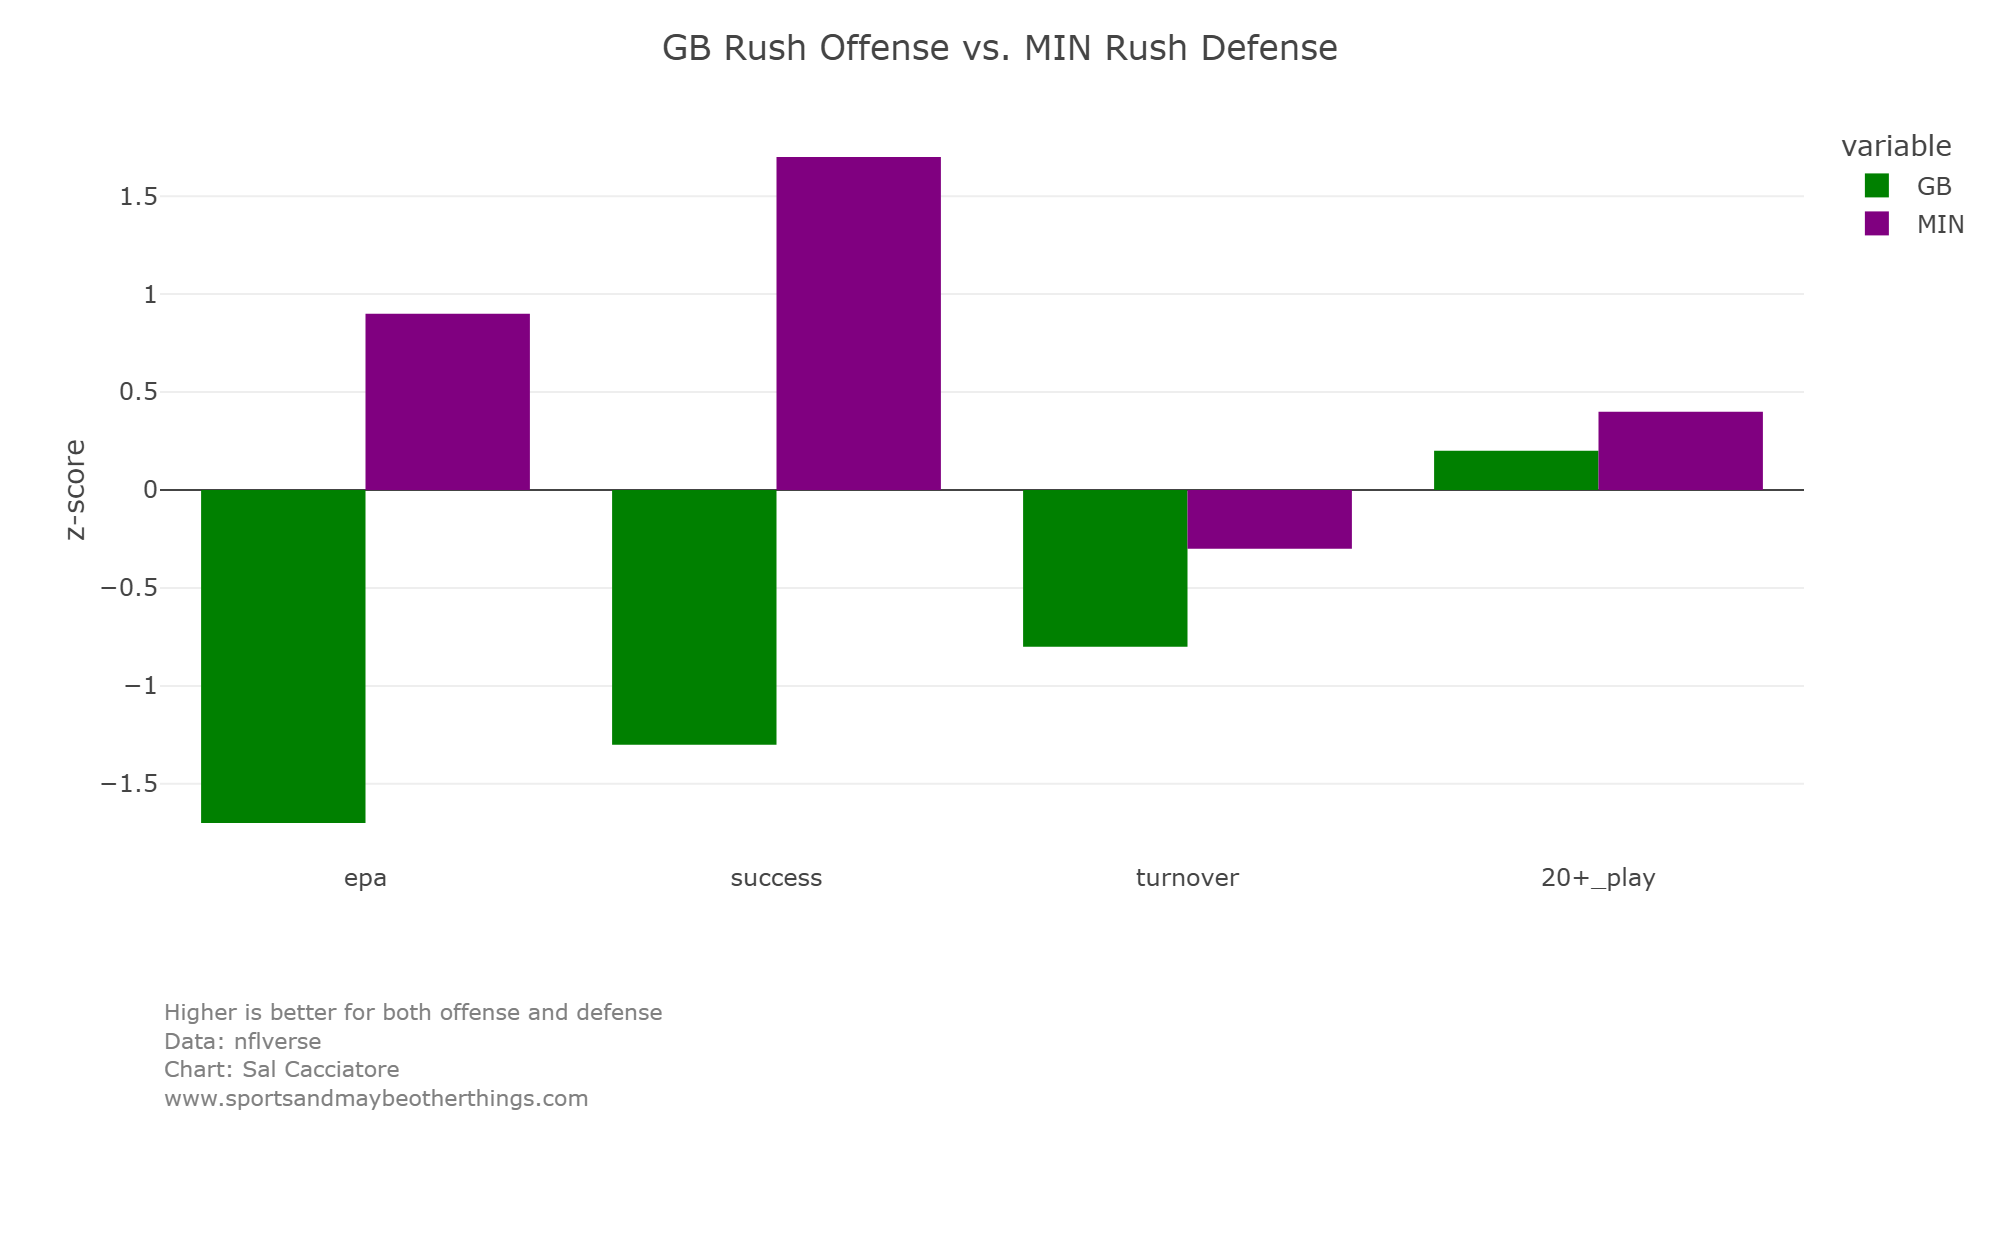 GB Rush Offense vs. MIN Rush Defense
variable
GB
MIN
1.5
1
0.5
0
−0.5
−1
−1.5
z-score
epa
success
turnover
20+_play
Higher is better for both offense and defense
Data: nflverse
Chart: Sal Cacciatore
www.sportsandmaybeotherthings.com